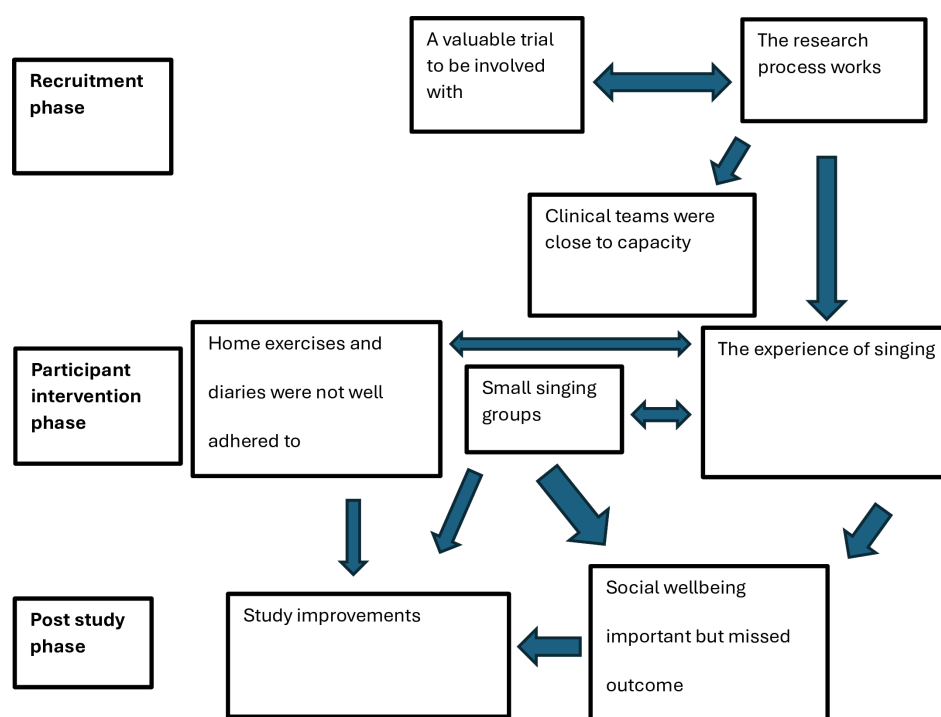 A valuable trial
to be involved
with
The research
process works
Recruitment
phase
Clinical teams were
close to capacity
Participant
intervention
phase
Home exercises and
diaries were not well
adhered to
Small singing
groups
The experience of singing
Post study
phase
Study improvements
Social wellbeing
important but missed
outcome